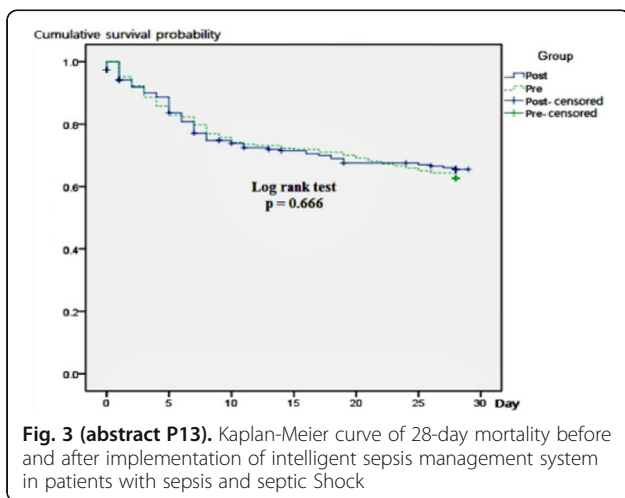 Cumulative survival probability
Group
Post
Pre
Post- censored
Pre- censored
1.0
0.8
0.6
0.4
0.2
0.0
Log rank test
p = 0.666
0 5 10 15 20 25 30 Day
Fig. 3 (abstract P13). Kaplan-Meier curve of 28-day mortality before
and after implementation of intelligent sepsis management system
in patients with sepsis and septic Shock